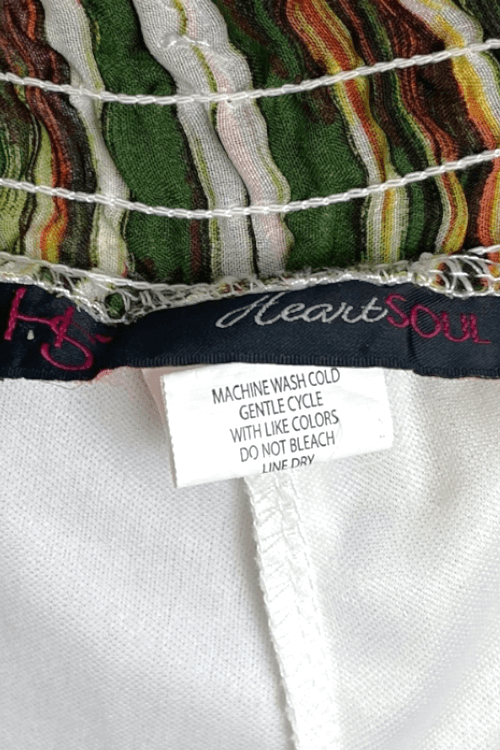 HS
HeartSOUL
MACHINE WASH COLD
GENTLE CYCLE
WITH LIKE COLORS
DO NOT BLEACH
LINE DRY